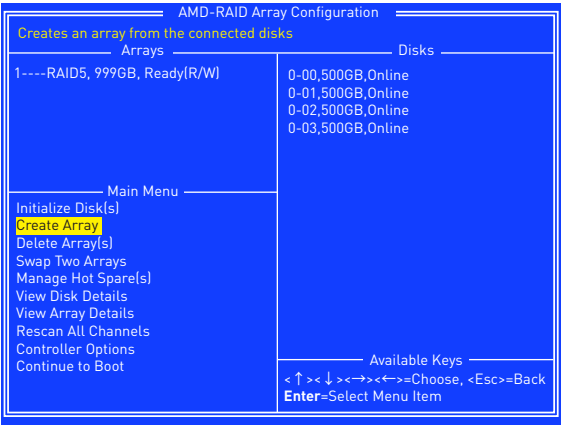 AMD-RAID Array Configuration
Creates an array from the connected disks
Arrays
1----RAID5, 999GB, Ready(R/W)
Disks
0-00,500GB,Online
0-01,500GB,Online
0-02,500GB,Online
0-03,500GB,Online
Main Menu
Initialize Disk(s)
Create Array
Delete Array(s)
Swap Two Arrays
Manage Hot Spare(s)
View Disk Details
View Array Details
Rescan All Channels
Controller Options
Continue to Boot
Available Keys
<↑><↓><→><←>=Choose, <Esc>=Back
Enter=Select Menu Item